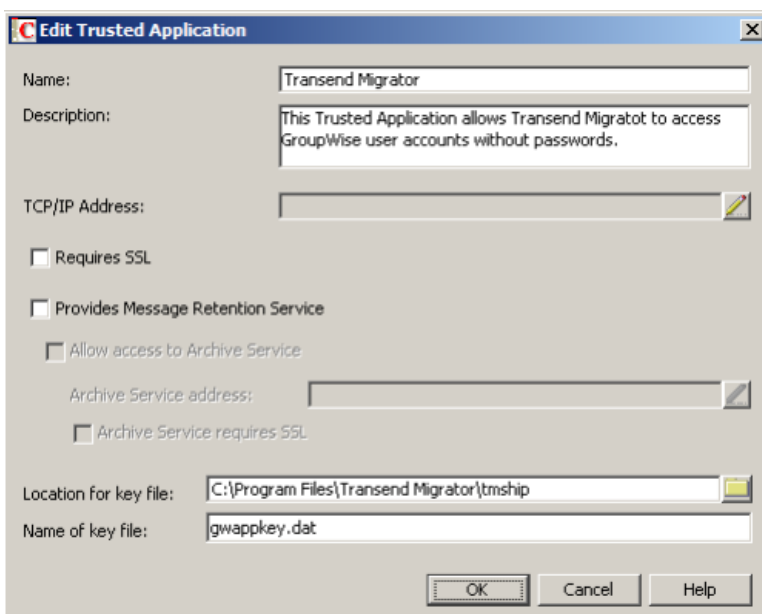 Edit Trusted Application
Name:
Transend Migrator
Description:
This Trusted Application allows Transend Migratot to access
GroupWise user accounts without passwords.
TCP/IP Address:
Requires SSL
Provides Message Retention Service
Allow access to Archive Service
Archive Service address:
Archive Service requires SSL
Location for key file:
C:\Program Files\Transend Migrator\tmship
Name of key file:
gwappkey.dat
OK Cancel Help